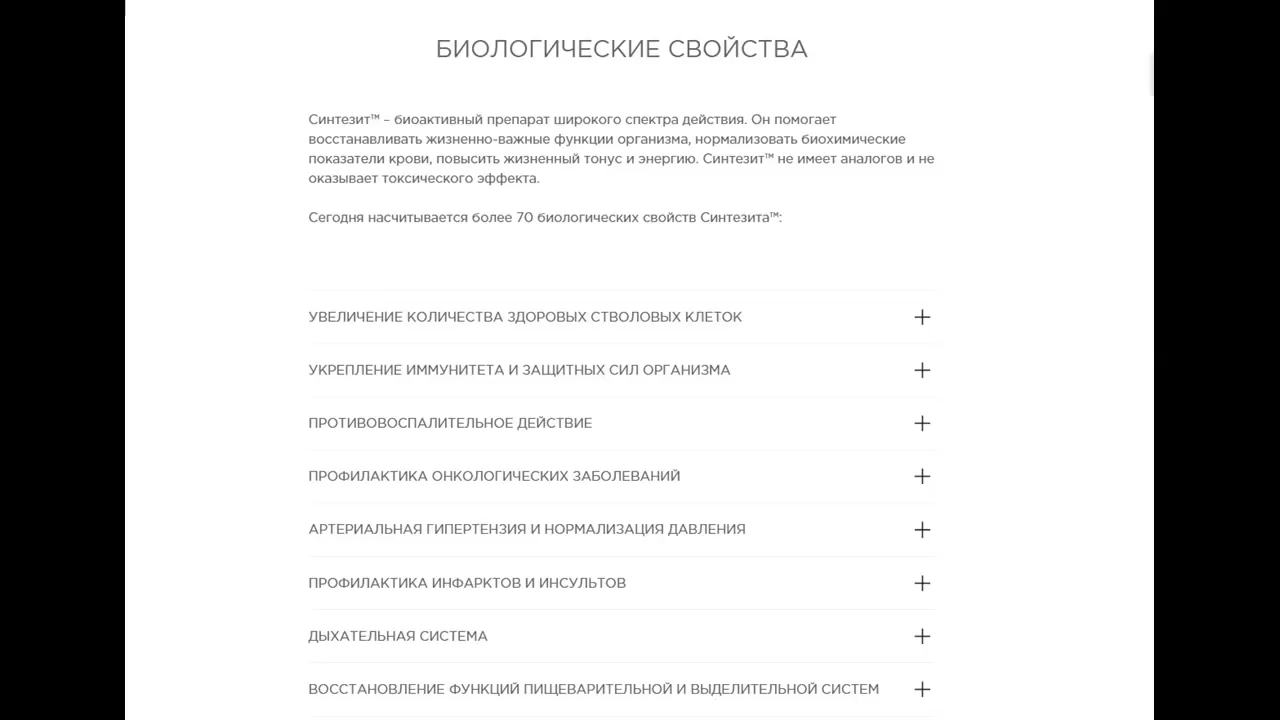 БИОЛОГИЧЕСКИЕ СВОЙСТВА
Синтезит™ – биоактивный препарат широкого спектра действия. Он помогает
восстанавливать жизненно-важные функции организма, нормализовать биохимические
показатели крови, повысить жизненный тонус и энергию. Синтезит™ не имеет аналогов и не
оказывает токсического эффекта.
Сегодня насчитывается более 70 биологических свойств Синтезита™:
УВЕЛИЧЕНИЕ КОЛИЧЕСТВА ЗДОРОВЫХ СТВОЛОВЫХ КЛЕТОК
УКРЕПЛЕНИЕ ИММУНИТЕТА И ЗАЩИТНЫХ СИЛ ОРГАНИЗМА
ПРОТИВОВОСПАЛИТЕЛЬНОЕ ДЕЙСТВИЕ
ПРОФИЛАКТИКА ОНКОЛОГИЧЕСКИХ ЗАБОЛЕВАНИЙ
АРТЕРИАЛЬНАЯ ГИПЕРТЕНЗИЯ И НОРМАЛИЗАЦИЯ ДАВЛЕНИЯ
ПРОФИЛАКТИКА ИНФАРКТОВ И ИНСУЛЬТОВ
ДЫХАТЕЛЬНАЯ СИСТЕМА
ВОССТАНОВЛЕНИЕ ФУНКЦИЙ ПИЩЕВАРИТЕЛЬНОЙ И ВЫДЕЛИТЕЛЬНОЙ СИСТЕМ